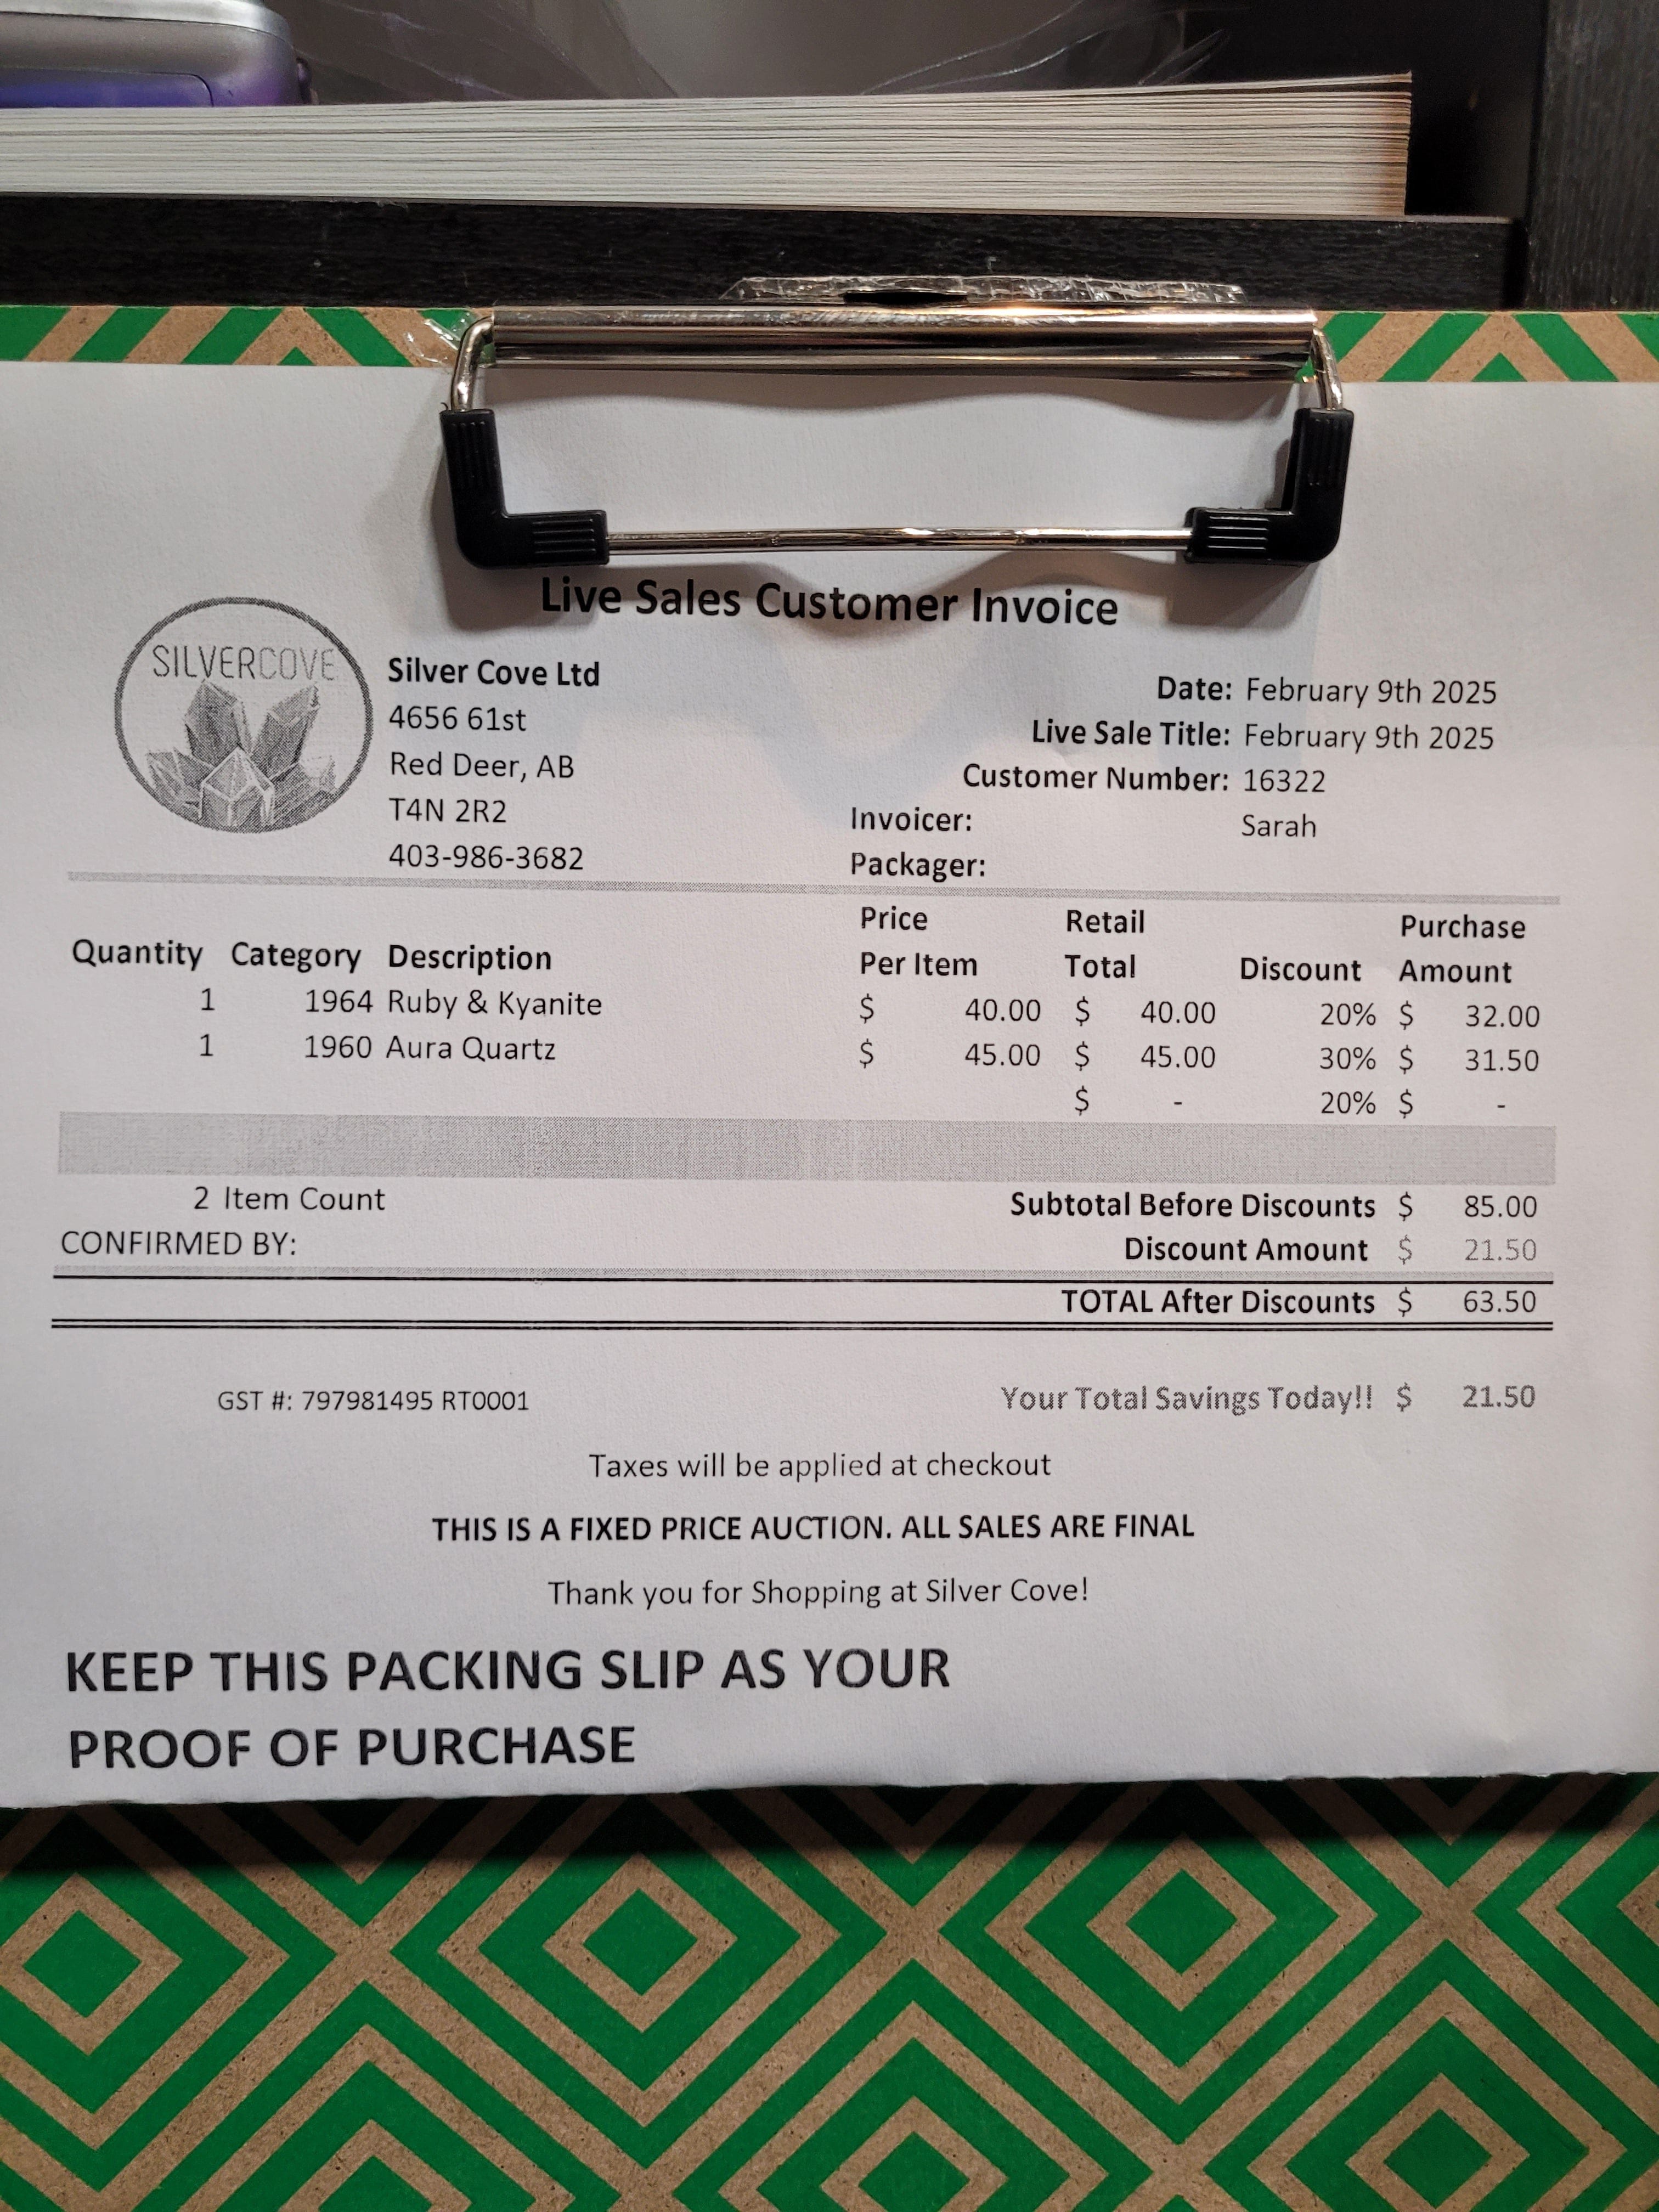 Live Sales Customer Invoice
SILVERCOVE
Silver Cove Ltd
4656 61st
Red Deer, AB
T4N 2R2
403-986-3682
Date: February 9th 2025
Live Sale Title: February 9th 2025
Customer Number: 16322
Invoicer: Sarah
Packager:
Quantity Category Description Price Per Item Retail Total Discount Purchase Amount
1 1964 Ruby & Kyanite $ 40.00 $ 40.00 20% $ 32.00
1 1960 Aura Quartz $ 45.00 $ 45.00 30% $ 31.50
$ - 20% $ -
2 Item Count Subtotal Before Discounts $ 85.00
CONFIRMED BY: Discount Amount $ 21.50
TOTAL After Discounts $ 63.50
GST #: 797981495 RT0001 Your Total Savings Today!! $ 21.50
Taxes will be applied at checkout
THIS IS A FIXED PRICE AUCTION. ALL SALES ARE FINAL
Thank you for Shopping at Silver Cove!
KEEP THIS PACKING SLIP AS YOUR
PROOF OF PURCHASE